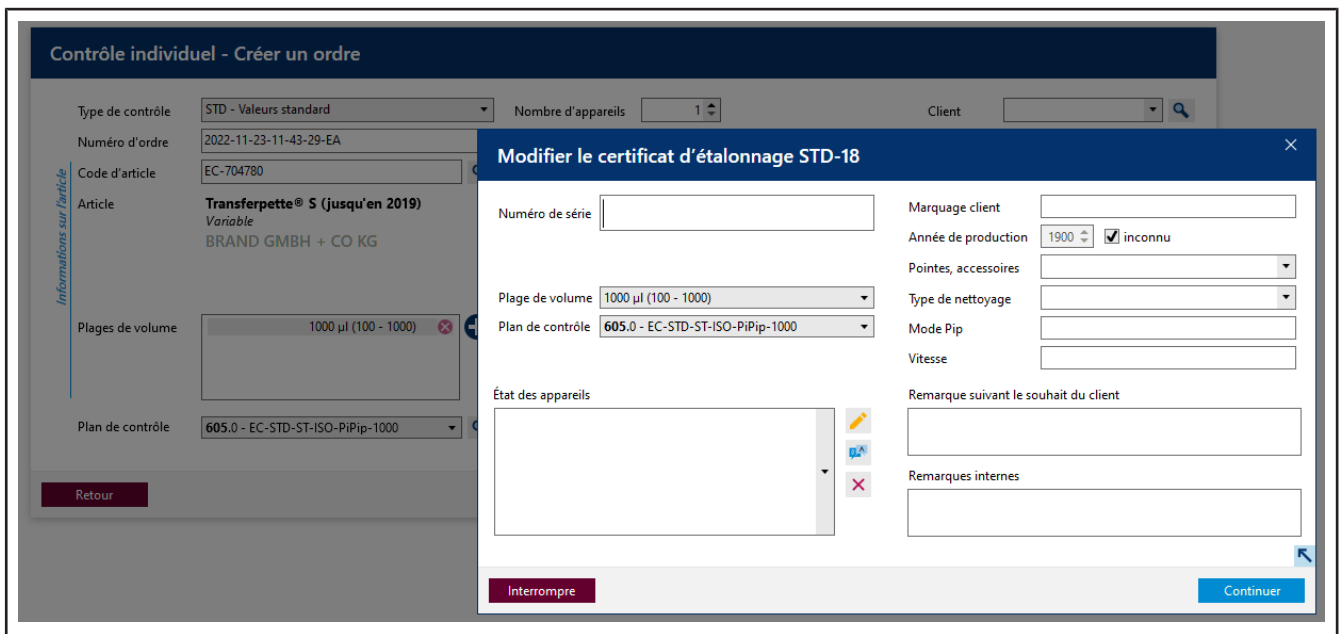 Contrôle individuel - Créer un ordre
Type de contrôle STD - Valeurs standard Nombre d'appareils 1 Client
Numéro d'ordre 2022-11-23-11-43-29-EA
Code d'article EC-704780
Informations sur l'article
Article Transferpette® S (jusqu'en 2019)
Variable
BRAND GMBH + CO KG
Plages de volume 1000 µl (100 - 1000)
Plan de contrôle 605.0 - EC-STD-ST-ISO-PiPip-1000
Retour
Modifier le certificat d'étalonnage STD-18
Numéro de série
Plage de volume 1000 µl (100 - 1000)
Plan de contrôle 605.0 - EC-STD-ST-ISO-PiPip-1000
État des appareils
Marquage client
Année de production 1900 inconnu
Pointes, accessoires
Type de nettoyage
Mode Pip
Vitesse
Remarque suivant le souhait du client
Remarques internes
Interrompre
Continuer